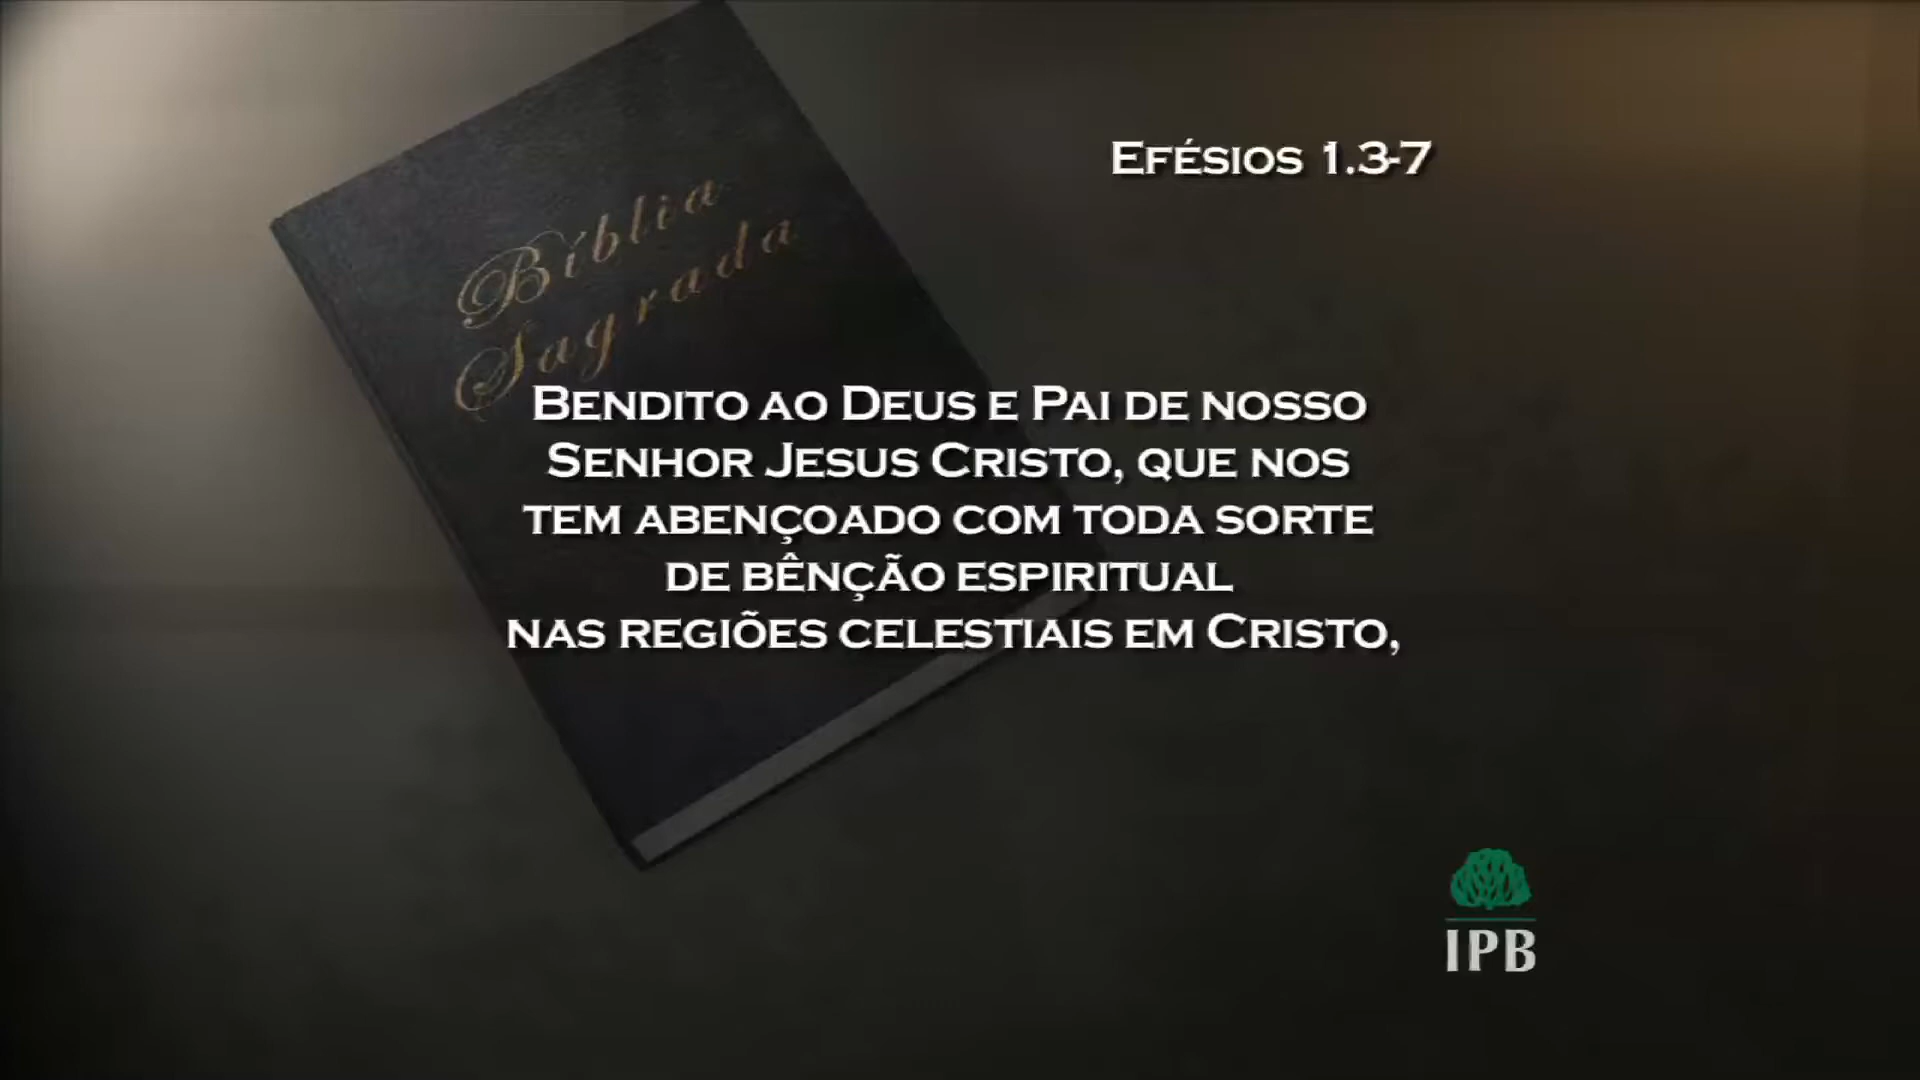 Bíblia
Sagrada
Efésios 1.3-7
Bendito ao Deus e Pai de nosso
Senhor Jesus Cristo, que nos
tem abençoado com toda sorte
de bênção espiritual
nas regiões celestiais em Cristo,
IPB